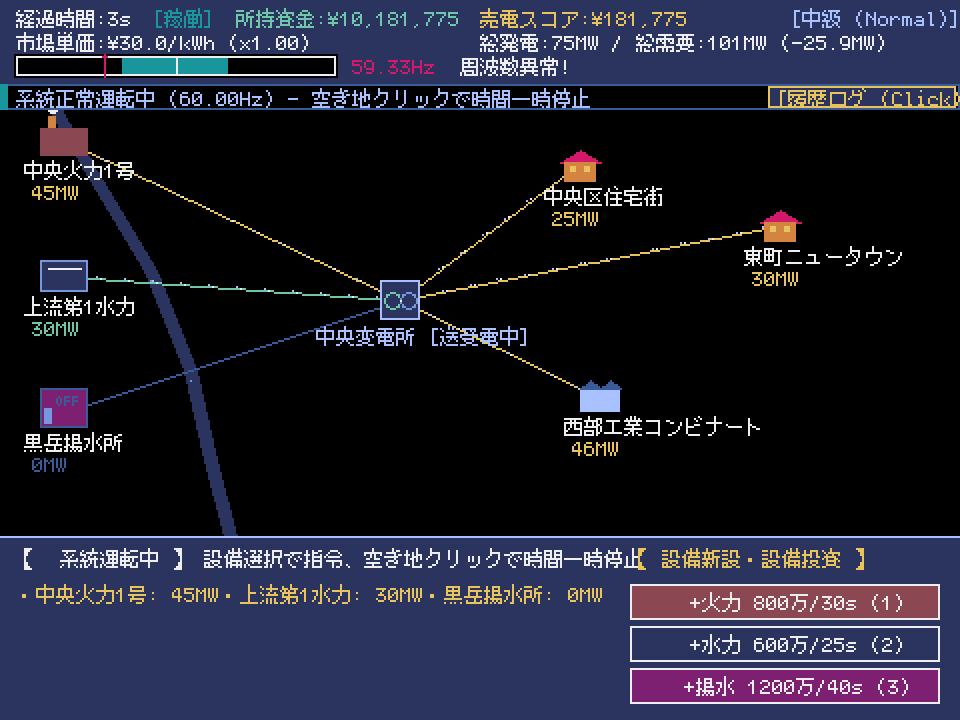 経過時間:3s [稼働] 所持資金:¥10,181,775 売電スコア:¥181,775 [中級 (Normal)]
市場単価:¥30.0/kWh (x1.00) 総発電:75MW / 総需要:101MW (-25.9MW)
59.33Hz 周波数異常!
系統正常運転中 (60.00Hz) - 空き地クリックで時間一時停止 「履歴ログ (Click
中央火力1号
45MW
中央区住宅街
25MW
東町ニュータウン
30MW
上流第1水力
30MW
中央変電所 [送受電中]
西部工業コンビナート
46MW
OFF
黒岳揚水所
0MW
【 系統運転中 】 設備選択で指令、空き地クリックで時間一時停止
【 設備新設・設備投資 】
・中央火力1号: 45MW・上流第1水力: 30MW・黒岳揚水所: 0MW
+火力 800万/30s (1)
+水力 600万/25s (2)
+揚水 1200万/40s (3)